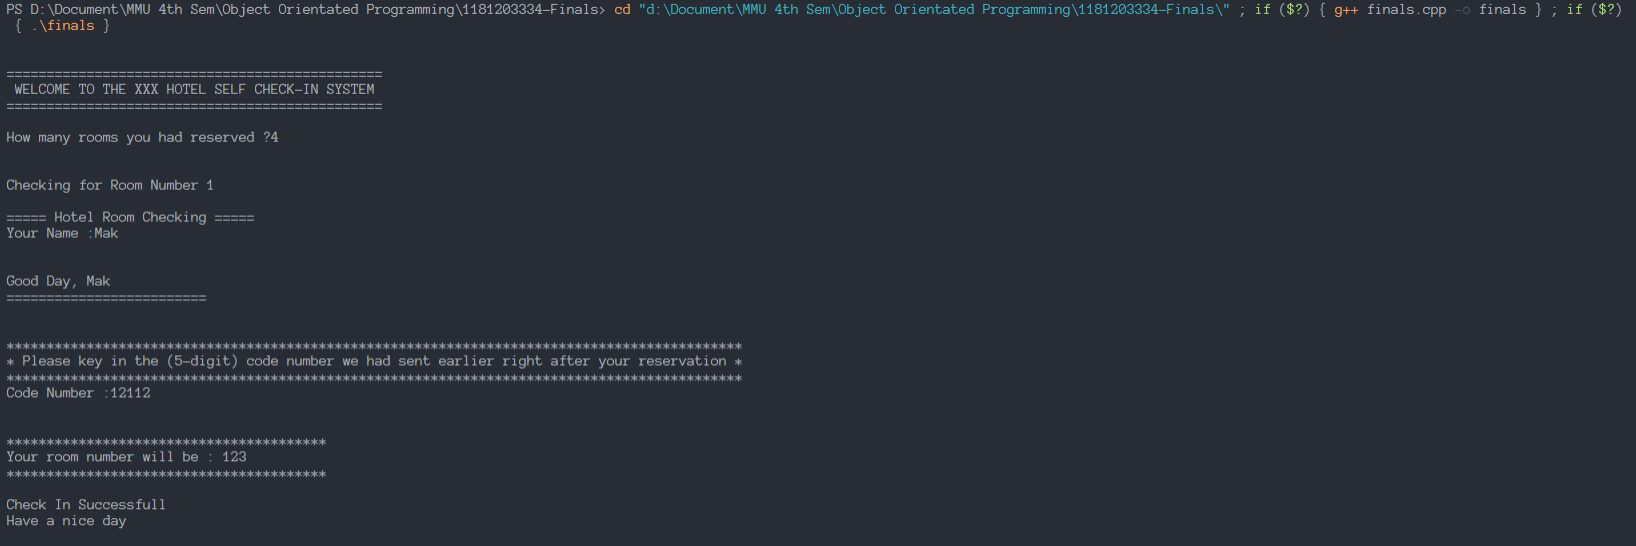 PS D:\Document\MMU 4th Sem\Object Orientated Programming\1181203334-Finals> cd "d:\Document\MMU 4th Sem\Object Orientated Programming\1181203334-Finals\" ; if ($?) { g++ finals.cpp -o finals } ; if ($?)
{ .\finals }
===============================================
WELCOME TO THE XXX HOTEL SELF CHECK-IN SYSTEM
===============================================
How many rooms you had reserved ?4
Checking for Room Number 1
===== Hotel Room Checking =====
Your Name :Mak
Good Day, Mak
=========================
********************************************************************************************
* Please key in the (5-digit) code number we had sent earlier right after your reservation *
********************************************************************************************
Code Number :12112
****************************************
Your room number will be : 123
****************************************
Check In Successfull
Have a nice day